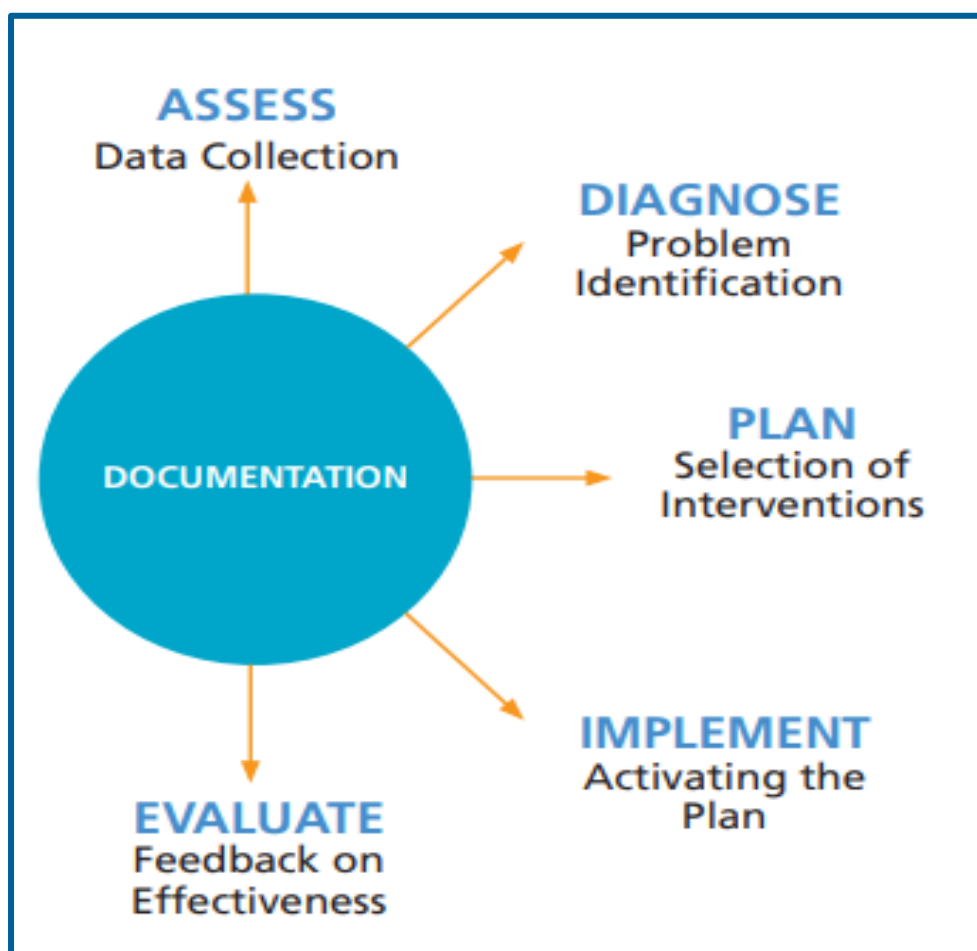 ASSESS
Data Collection
DIAGNOSE
Problem
Identification
PLAN
Selection of
Interventions
DOCUMENTATION
IMPLEMENT
Activating the
Plan
EVALUATE
Feedback on
Effectiveness